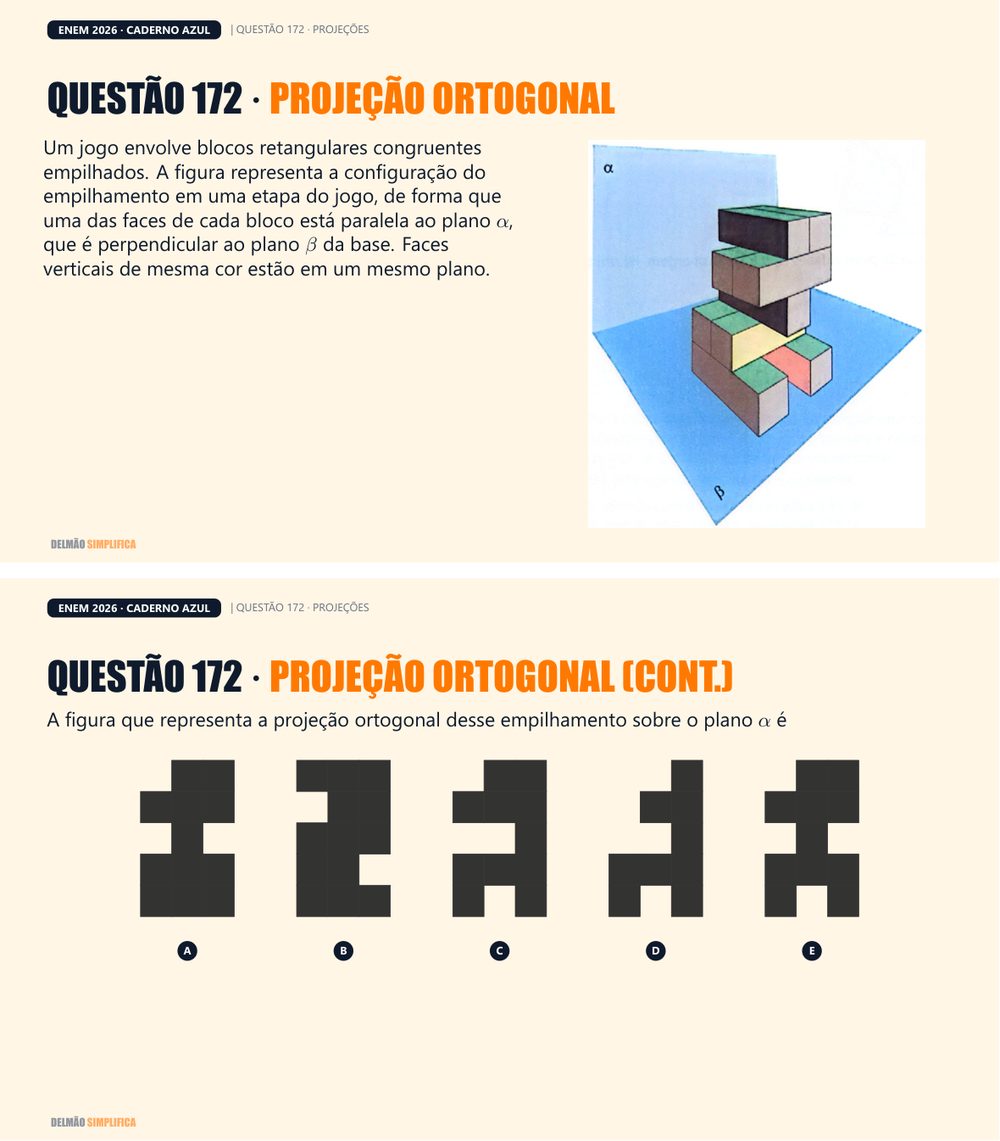 ENEM 2026 · CADERNO AZUL | QUESTÃO 172 · PROJEÇÕES
QUESTÃO 172 · PROJEÇÃO ORTOGONAL
Um jogo envolve blocos retangulares congruentes
empilhados. A figura representa a configuração do
empilhamento em uma etapa do jogo, de forma que
uma das faces de cada bloco está paralela ao plano α,
que é perpendicular ao plano β da base. Faces
verticais de mesma cor estão em um mesmo plano.
α
β
DELMÃO SIMPLIFICA
ENEM 2026 · CADERNO AZUL | QUESTÃO 172 · PROJEÇÕES
QUESTÃO 172 · PROJEÇÃO ORTOGONAL (CONT.)
A figura que representa a projeção ortogonal desse empilhamento sobre o plano α é
A B C D E
DELMÃO SIMPLIFICA